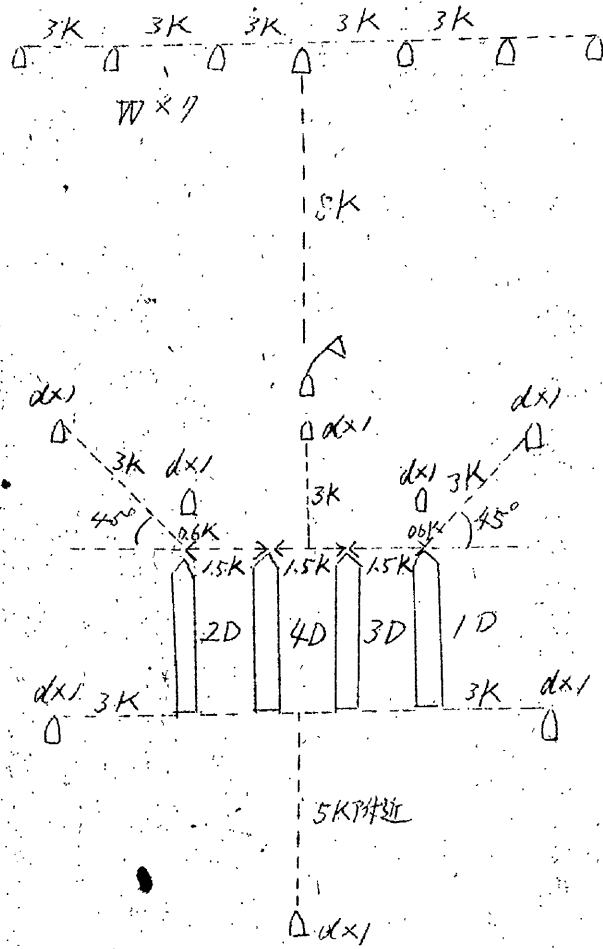 3K 3K 3K 3K 3K
W×7
8K
d×1 d×1
d×1
3K d×1 3K d×1 3K
45° 0.6K 0.6K 45°
1.5K 1.5K 1.5K
2D 4D 3D 1D
d×1 3K 3K d×1
5K附近
d×1